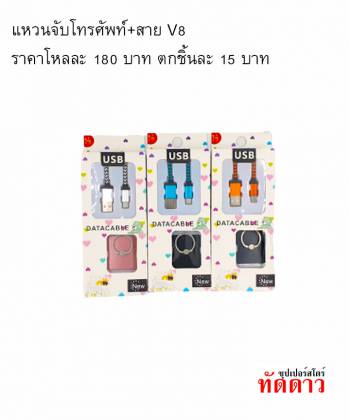 แหวนจับโทรศัพท์+สาย V8
ราคาโหลละ 180 บาท ตกชิ้นละ 15 บาท
USB USB USB
DATACABLE DATACABLE DATACABLE
New New New
ซุปเปอร์สโตร์
ทัดดาว